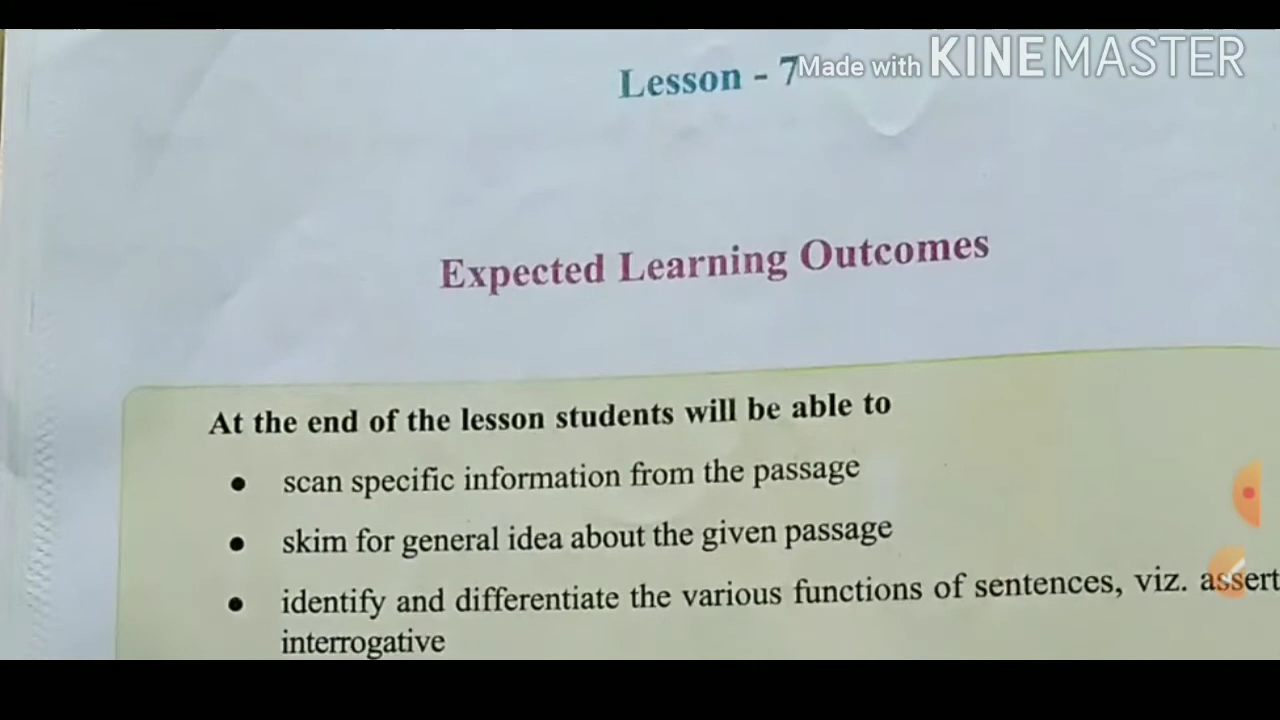 Lesson - 7
Made with KINEMASTER
Expected Learning Outcomes
At the end of the lesson students will be able to
• scan specific information from the passage
• skim for general idea about the given passage
• identify and differentiate the various functions of sentences, viz. assert
interrogative